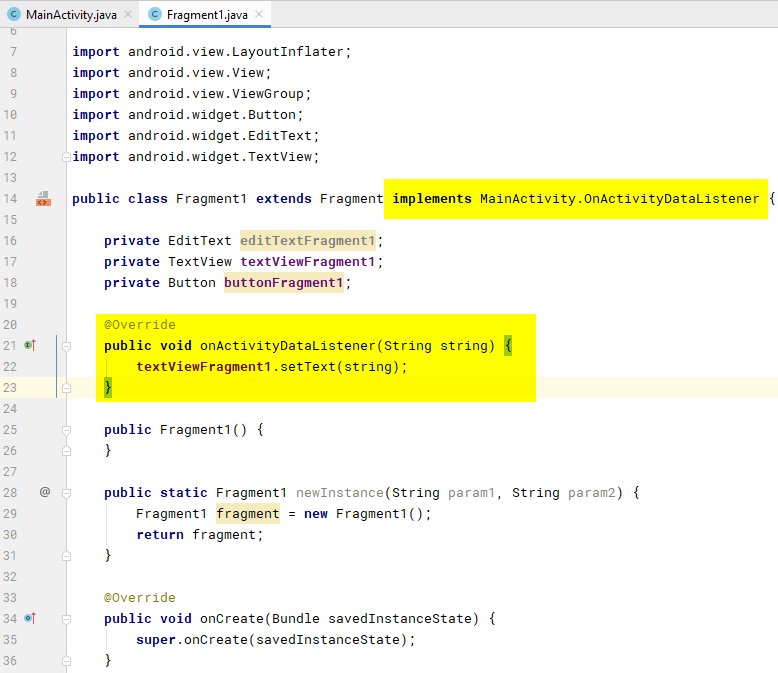 MainActivity.java Fragment1.java
6
7 import android.view.LayoutInflater;
8 import android.view.View;
9 import android.view.ViewGroup;
10 import android.widget.Button;
11 import android.widget.EditText;
12 import android.widget.TextView;
13
14 public class Fragment1 extends Fragment implements MainActivity.OnActivityDataListener {
15
16     private EditText editTextFragment1;
17     private TextView textViewFragment1;
18     private Button buttonFragment1;
19
20     @Override
21     public void onActivityDataListener(String string) {
22         textViewFragment1.setText(string);
23     }
24
25     public Fragment1() {
26     }
27
28     public static Fragment1 newInstance(String param1, String param2) {
29         Fragment1 fragment = new Fragment1();
30         return fragment;
31     }
32
33     @Override
34     public void onCreate(Bundle savedInstanceState) {
35         super.onCreate(savedInstanceState);
36     }